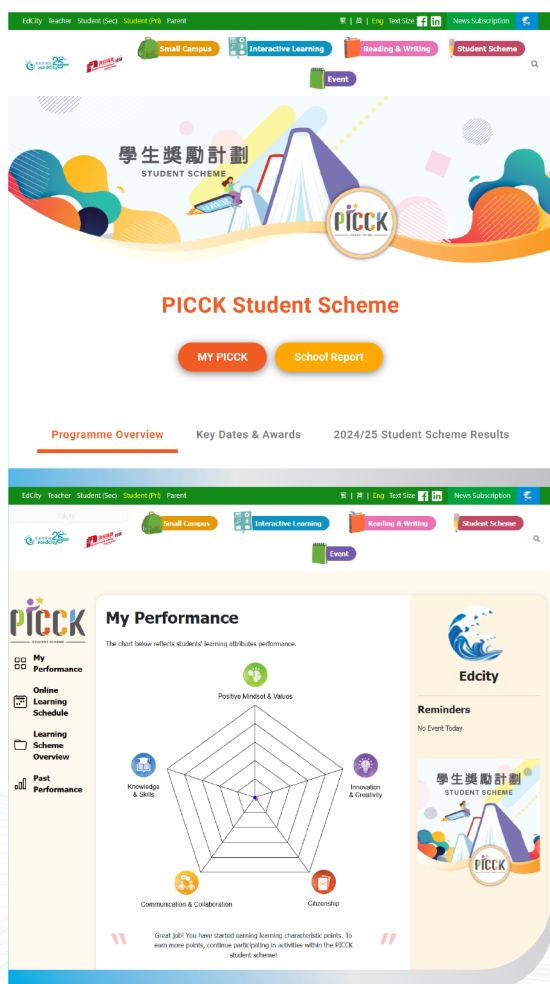 EdCity Teacher Student (Sec) Student (Pri) Parent
繁 | 简 | Eng Text Size
News Subscription
Small Campus
Interactive Learning
Reading & Writing
Student Scheme
Event
學生獎勵計劃
STUDENT SCHEME
PICCK
PICCK Student Scheme
MY PICCK
School Report
Programme Overview
Key Dates & Awards
2024/25 Student Scheme Results
EdCity Teacher Student (Sec) Student (Pri) Parent
繁 | 简 | Eng Text Size
News Subscription
Small Campus
Interactive Learning
Reading & Writing
Student Scheme
Event
PICCK
STUDENT SCHEME
My
Performance
Online
Learning
Schedule
Learning
Scheme
Overview
Past
Performance
My Performance
The chart below reflects students' learning attributes performance.
Positive Mindset & Values
Knowledge
& Skills
Innovation
& Creativity
Communication & Collaboration
Citizenship
Great job! You have started earning learning characteristic points. To
earn more points, continue participating in activities within the PICCK
student scheme!
Edcity
Reminders
No Event Today
學生獎勵計劃
STUDENT SCHEME
PICCK